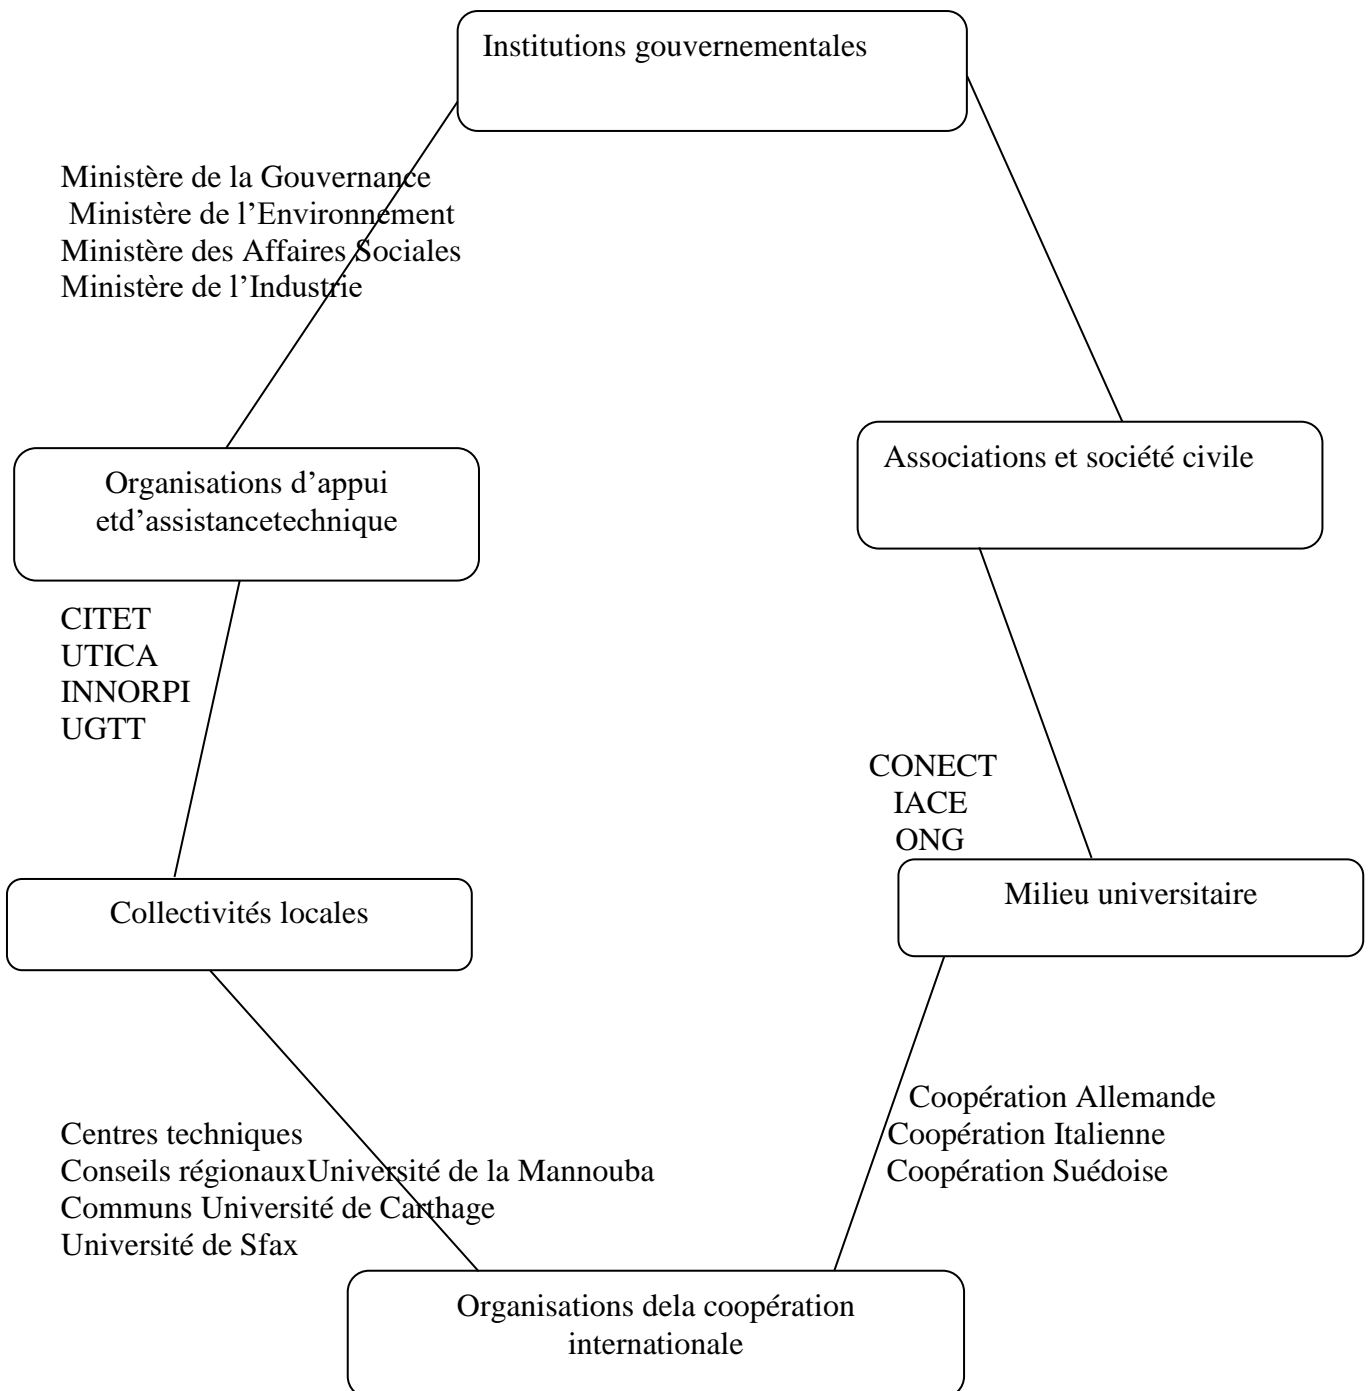 Institutions gouvernementales
Ministère de la Gouvernance
Ministère de l’Environnement
Ministère des Affaires Sociales
Ministère de l’Industrie
Organisations d’appui
etd’assistancetechnique
Associations et société civile
CITET
UTICA
INNORPI
UGTT
CONECT
IACE
ONG
Collectivités locales
Milieu universitaire
Centres techniques
Conseils régionauxUniversité de la Mannouba
Communs Université de Carthage
Université de Sfax
Coopération Allemande
Coopération Italienne
Coopération Suédoise
Organisations dela coopération
internationale